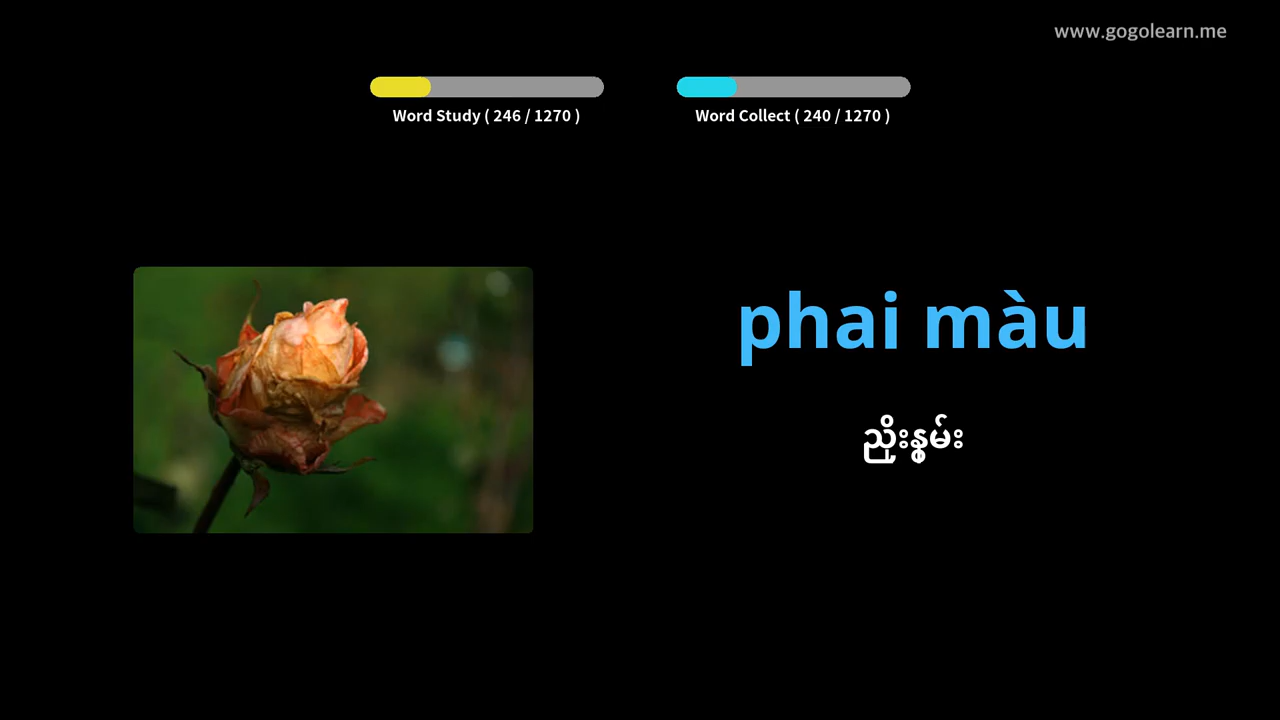 www.gogolearn.me
Word Study ( 246 / 1270 )
Word Collect ( 240 / 1270 )
phai màu
ညှိုးနွမ်း